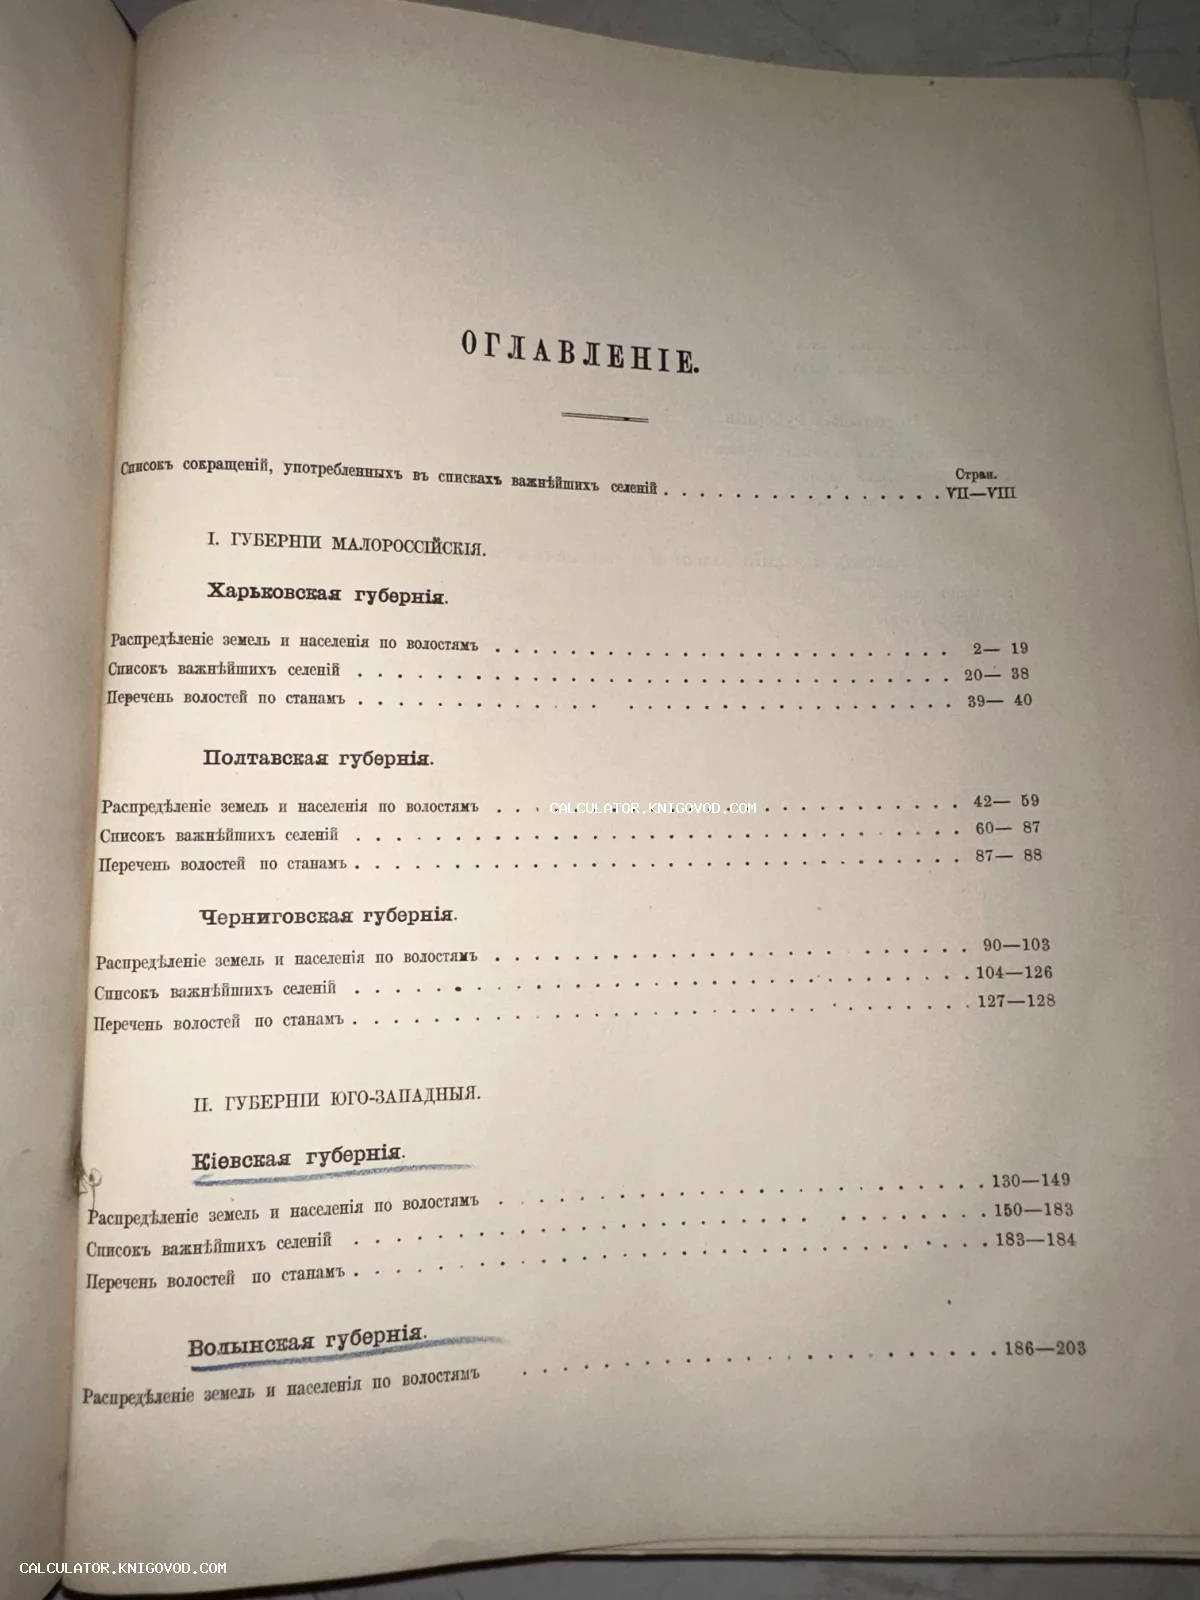 ОГЛАВЛЕНІЕ.
Стран.
Списокъ сокращеній, употребленныхъ въ спискахъ важнѣйшихъ селеній . . . . . . . . . . . . . . . . VII—VIII
I. ГУБЕРНІИ МАЛОРОССІЙСКІЯ.
Харьковская губернія.
Распредѣленіе земель и населенія по волостямъ . . . . . . . . . . . . . . . . . . . . . . . . . . 2— 19
Списокъ важнѣйшихъ селеній . . . . . . . . . . . . . . . . . . . . . . . . . . . . . . . . . . 20— 38
Перечень волостей по станамъ . . . . . . . . . . . . . . . . . . . . . . . . . . . . . . . . 39— 40
Полтавская губернія.
Распредѣленіе земель и населенія по волостямъ . . . . . . . . . . . . . . . . . . . . . . . . . . 42— 59
CALCULATOR.KNIGOVOD.COM
Списокъ важнѣйшихъ селеній . . . . . . . . . . . . . . . . . . . . . . . . . . . . . . . . . . 60— 87
Перечень волостей по станамъ . . . . . . . . . . . . . . . . . . . . . . . . . . . . . . . . . . 87— 88
Черниговская губернія.
Распредѣленіе земель и населенія по волостямъ . . . . . . . . . . . . . . . . . . . . . . . . . . 90—103
Списокъ важнѣйшихъ селеній . . . . . . . . . . . . . . . . . . . . . . . . . . . . . . . . . . 104—126
Перечень волостей по станамъ . . . . . . . . . . . . . . . . . . . . . . . . . . . . . . . . . . 127—128
II. ГУБЕРНІИ ЮГО-ЗАПАДНЫЯ.
Кіевская губернія.
Распредѣленіе земель и населенія по волостямъ . . . . . . . . . . . . . . . . . . . . . . . . . . 130—149
Списокъ важнѣйшихъ селеній . . . . . . . . . . . . . . . . . . . . . . . . . . . . . . . . . . 150—183
Перечень волостей по станамъ . . . . . . . . . . . . . . . . . . . . . . . . . . . . . . . . . . 183—184
Волынская губернія.
Распредѣленіе земель и населенія по волостямъ . . . . . . . . . . . . . . . . . . . . . . . . . . 186—203
CALCULATOR.KNIGOVOD.COM